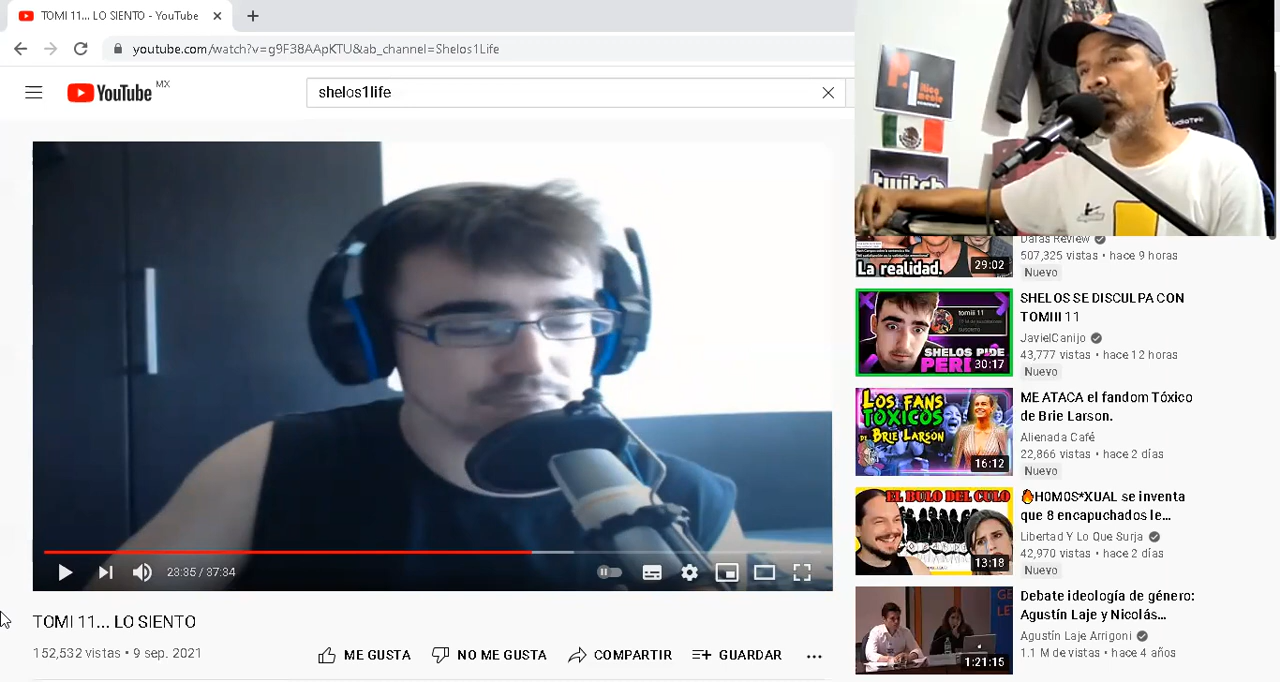 TOMI 11... LO SIENTO - YouTube
youtube.com/watch?v=g9F38AApKTU&ab_channel=Shelos1Life
YouTube MX
shelos1life
twitch
La realidad.
29:02
Dalas Review
507,325 vistas • hace 9 horas
Nuevo
tomiii 11
SHELOS PIDE
30:17
SHELOS SE DISCULPA CON
TOMIII 11
JavielCanijo
43,777 vistas • hace 12 horas
Nuevo
LOS FANS
TÓXICOS
DE BRIE LARSON
16:12
ME ATACA el fandom Tóxico
de Brie Larson.
Alienada Café
22,866 vistas • hace 2 días
Nuevo
EL BULO DEL CULO
13:18
🔥H0M0S*XUAL se inventa
que 8 encapuchados le...
Libertad Y Lo Que Surja
42,970 vistas • hace 2 días
Nuevo
1:21:15
Debate ideología de género:
Agustín Laje y Nicolás...
Agustín Laje Arrigoni
1.1 M de vistas • hace 4 años
23:35 / 37:34
TOMI 11... LO SIENTO
152,532 vistas • 9 sep. 2021
ME GUSTA
NO ME GUSTA
COMPARTIR
GUARDAR